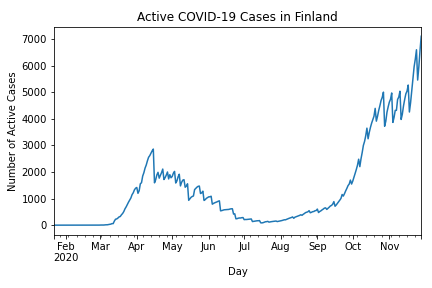 Active COVID-19 Cases in Finland
Number of Active Cases
7000
6000
5000
4000
3000
2000
1000
0
Feb Mar Apr May Jun Jul Aug Sep Oct Nov
2020
Day